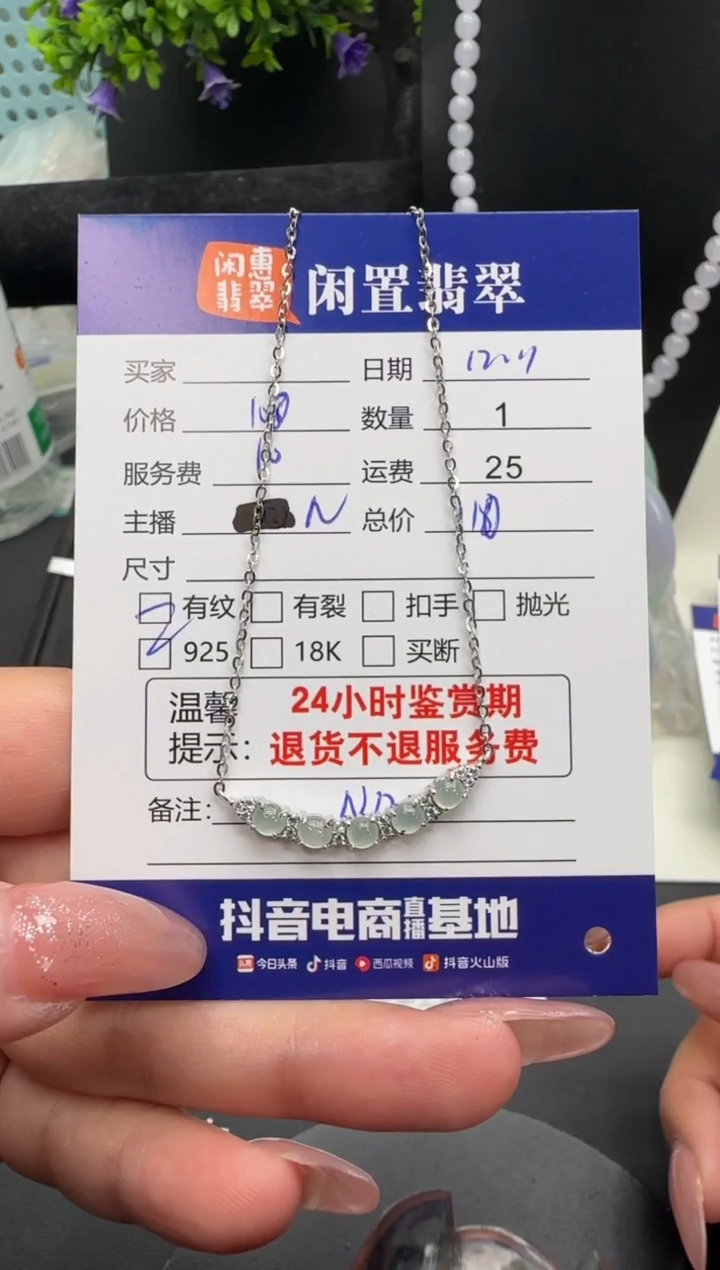 闲惠
翡翠
闲置翡翠
买家 日期
价格 100 数量 1
服务费 10 运费 25
主播 N 总价
尺寸
有纹 有裂 扣手 抛光
925 18K 买断
温馨 24小时鉴赏期
提示: 退货不退服务费
备注:
抖音电商直播基地
头条 今日头条 抖音 西瓜视频 抖音火山版